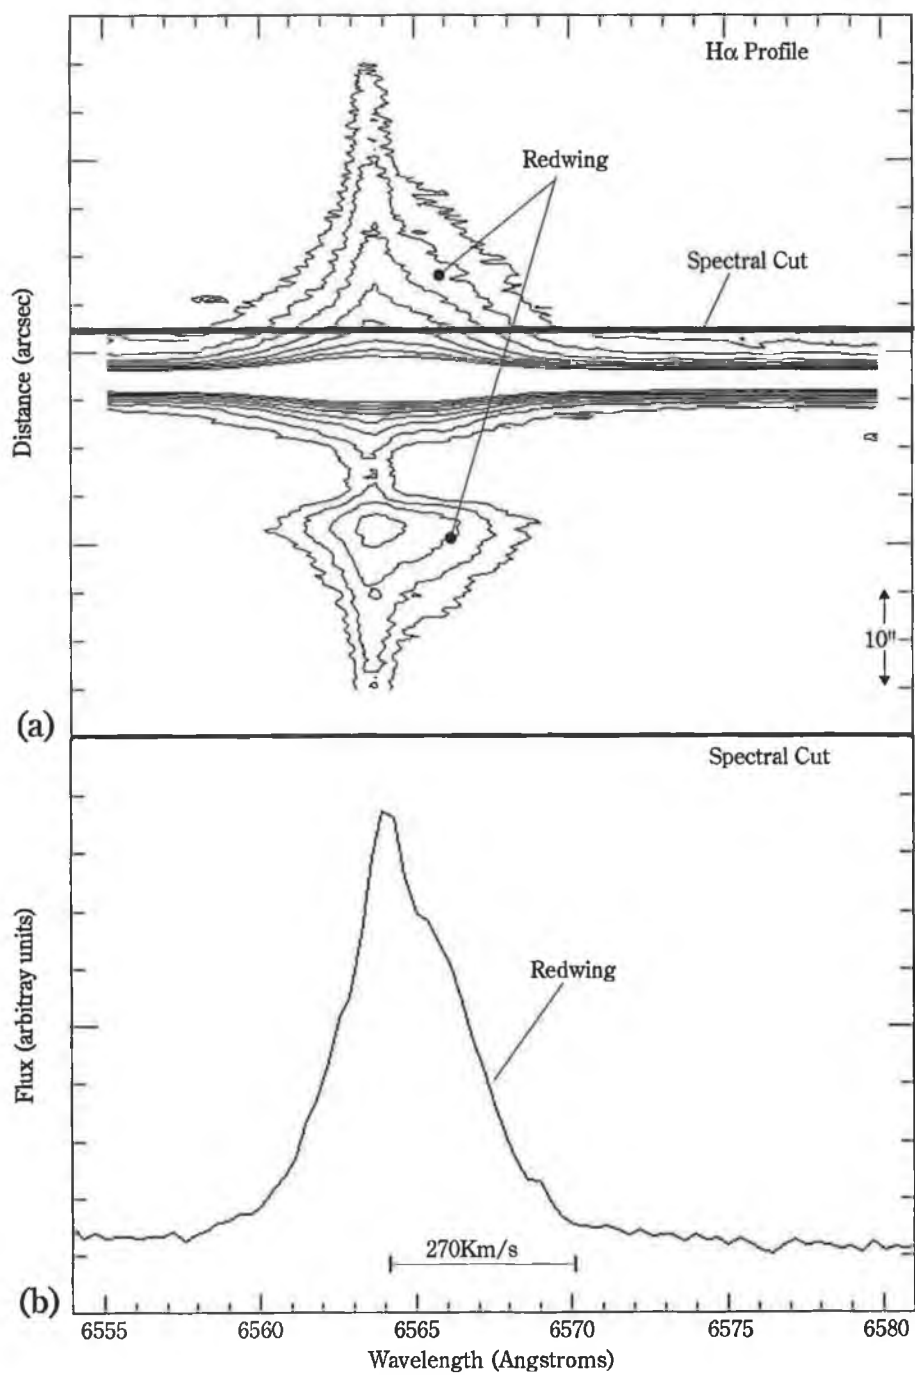 Hα Profile
Redwing
Spectral Cut
Distance (arcsec)
10"
(a)
Spectral Cut
Flux (arbitray units)
Redwing
270Km/s
(b)
6555 6560 6565 6570 6575 6580
Wavelength (Angstroms)